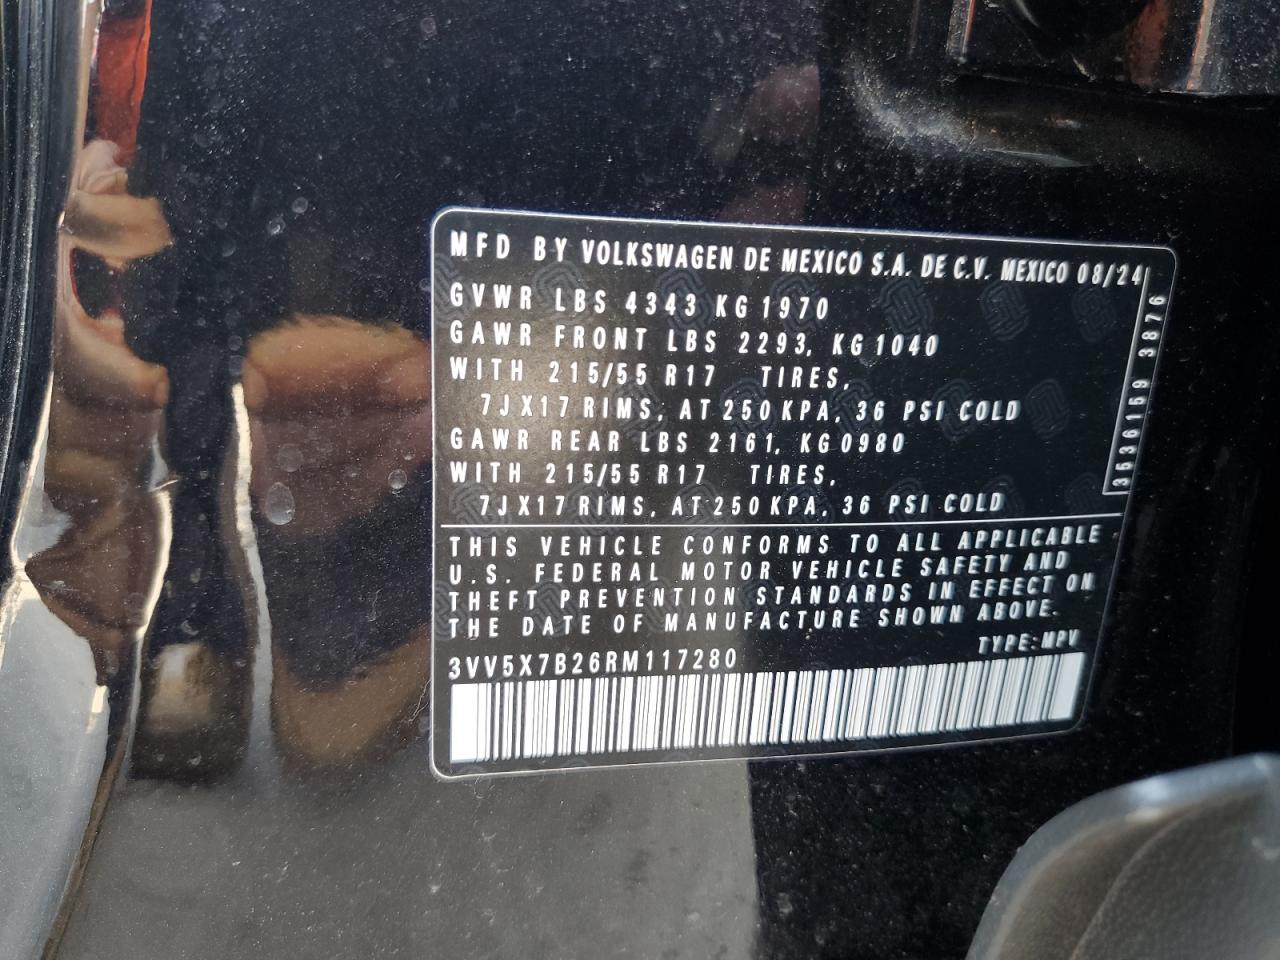 MFD BY VOLKSWAGEN DE MEXICO S.A. DE C.V. MEXICO 08/24
GVWR LBS 4343 KG 1970
GAWR FRONT LBS 2293, KG 1040
WITH 215/55 R17 TIRES,
7JX17 RIMS, AT 250 KPA, 36 PSI COLD
GAWR REAR LBS 2161, KG 0980
WITH 215/55 R17 TIRES,
7JX17 RIMS, AT 250 KPA, 36 PSI COLD
3536159 3876
THIS VEHICLE CONFORMS TO ALL APPLICABLE
U.S. FEDERAL MOTOR VEHICLE SAFETY AND
THEFT PREVENTION STANDARDS IN EFFECT ON
THE DATE OF MANUFACTURE SHOWN ABOVE.
TYPE: MPV
3VV5X7B26RM117280